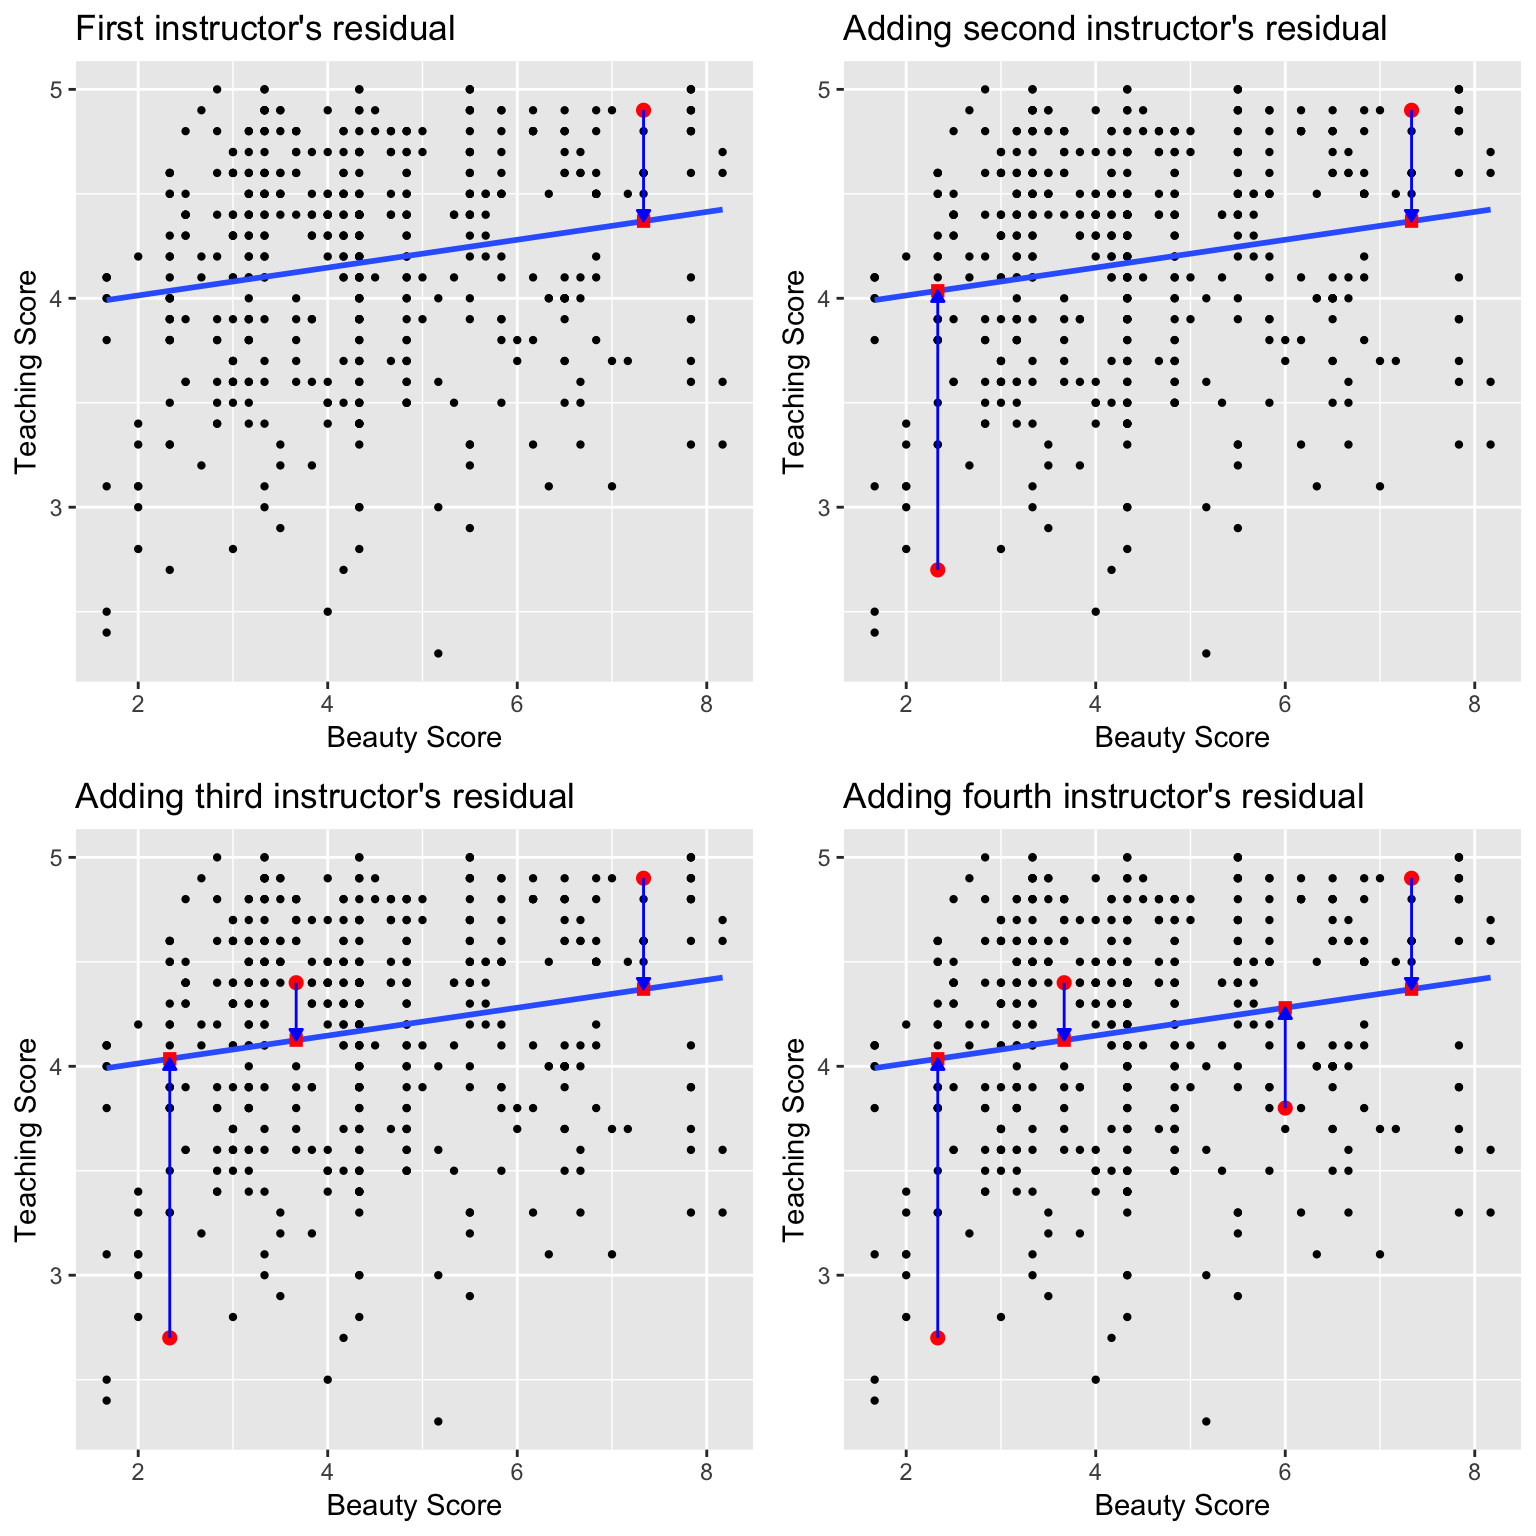 First instructor's residual
Adding second instructor's residual
5
4
3
Teaching Score
2 4 6 8
Beauty Score
5
4
3
Teaching Score
2 4 6 8
Beauty Score
Adding third instructor's residual
Adding fourth instructor's residual
5
4
3
Teaching Score
2 4 6 8
Beauty Score
5
4
3
Teaching Score
2 4 6 8
Beauty Score